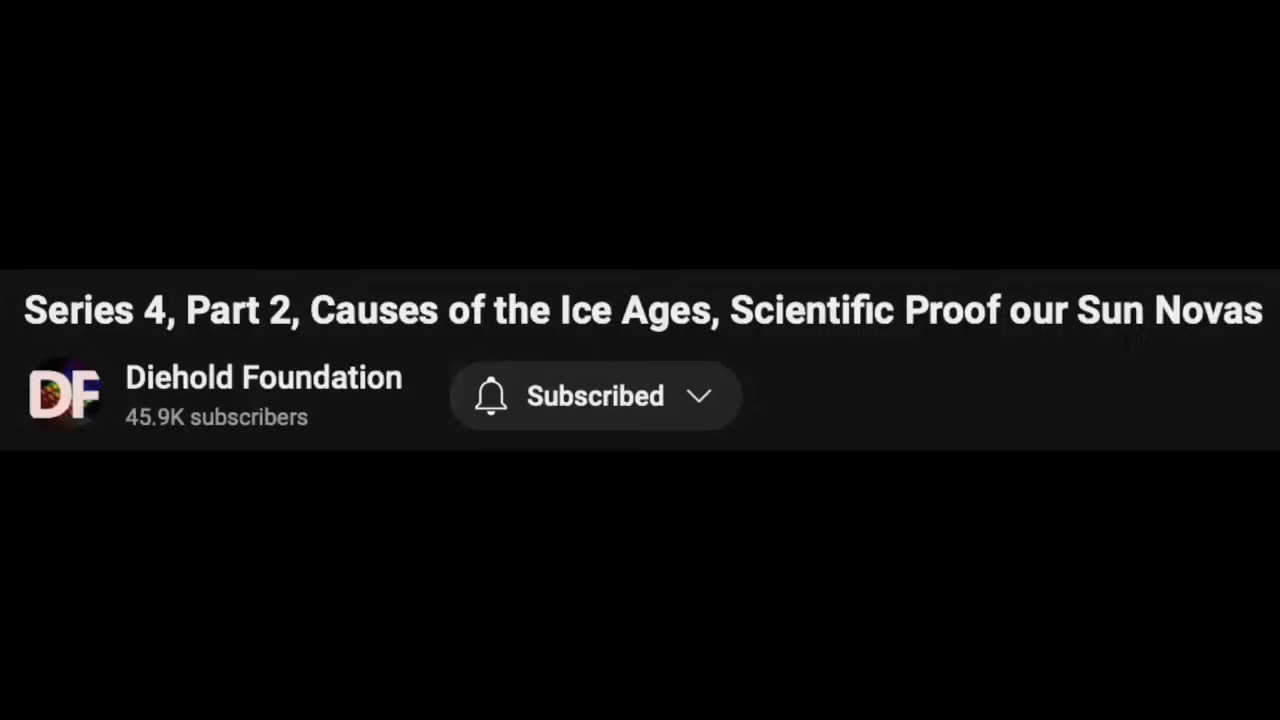 Series 4, Part 2, Causes of the Ice Ages, Scientific Proof our Sun Novas
DF
Diehold Foundation
45.9K subscribers
Subscribed